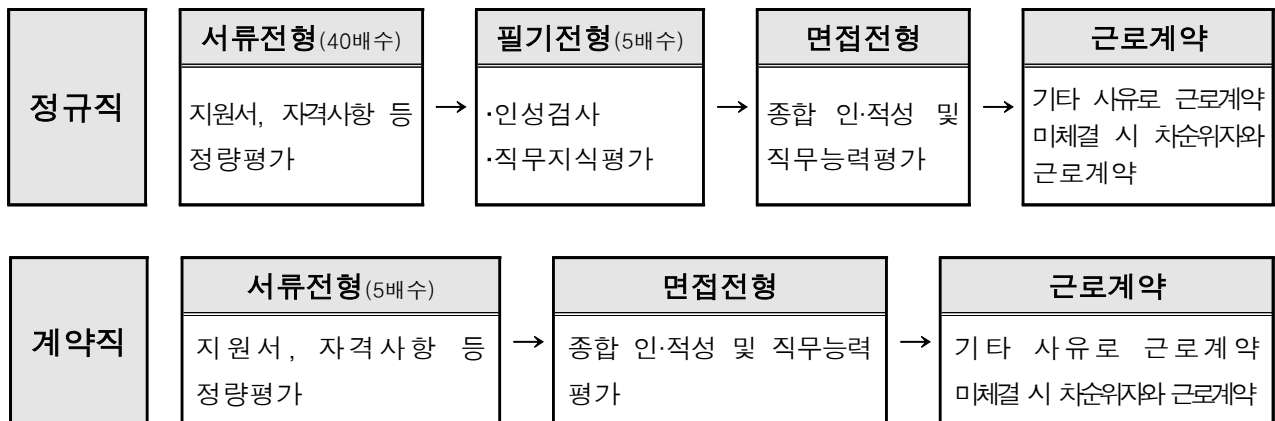 정규직
서류전형(40배수)
지원서, 자격사항 등
정량평가
→
필기전형(5배수)
·인성검사
·직무지식평가
→
면접전형
종합 인·적성 및
직무능력평가
→
근로계약
기타 사유로 근로계약
미체결 시 차순위자와
근로계약
계약직
서류전형(5배수)
지원서, 자격사항 등
정량평가
→
면접전형
종합 인·적성 및 직무능력
평가
→
근로계약
기타 사유로 근로계약
미체결 시 차순위자와 근로계약